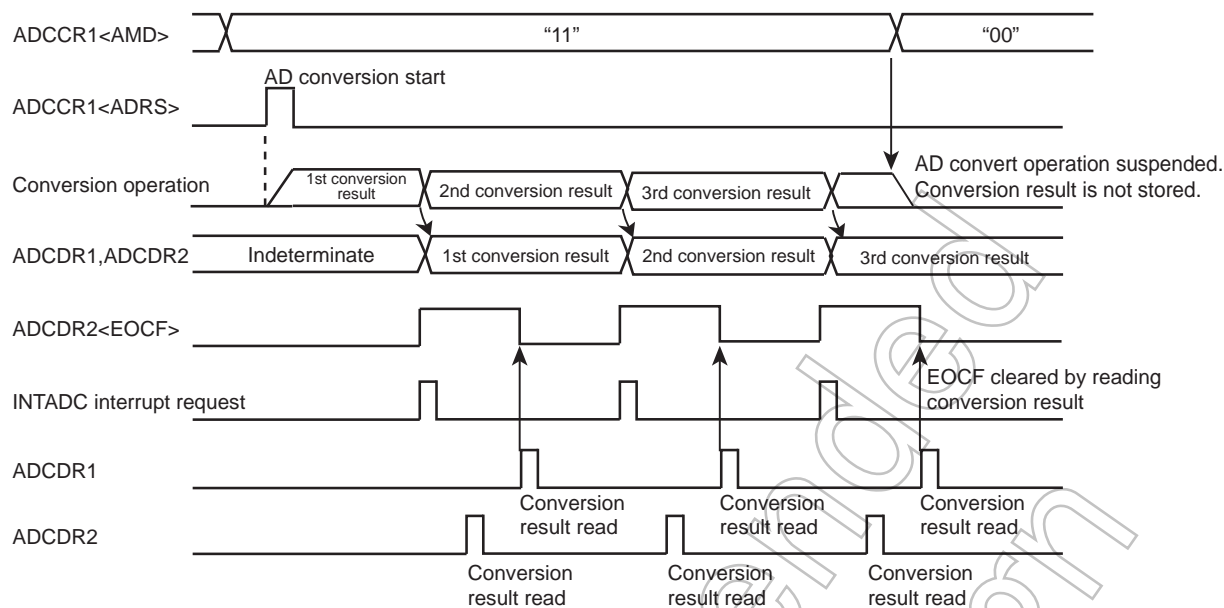 ADCCR1<AMD>
“11”
“00”
AD conversion start
ADCCR1<ADRS>
AD convert operation suspended.
Conversion result is not stored.
Conversion operation
1st conversion
result
2nd conversion result
3rd conversion result
ADCDR1,ADCDR2
Indeterminate
1st conversion result
2nd conversion result
3rd conversion result
ADCDR2<EOCF>
EOCF cleared by reading
conversion result
INTADC interrupt request
ADCDR1
Conversion
result read
Conversion
result read
Conversion
result read
ADCDR2
Conversion
result read
Conversion
result read
Conversion
result read